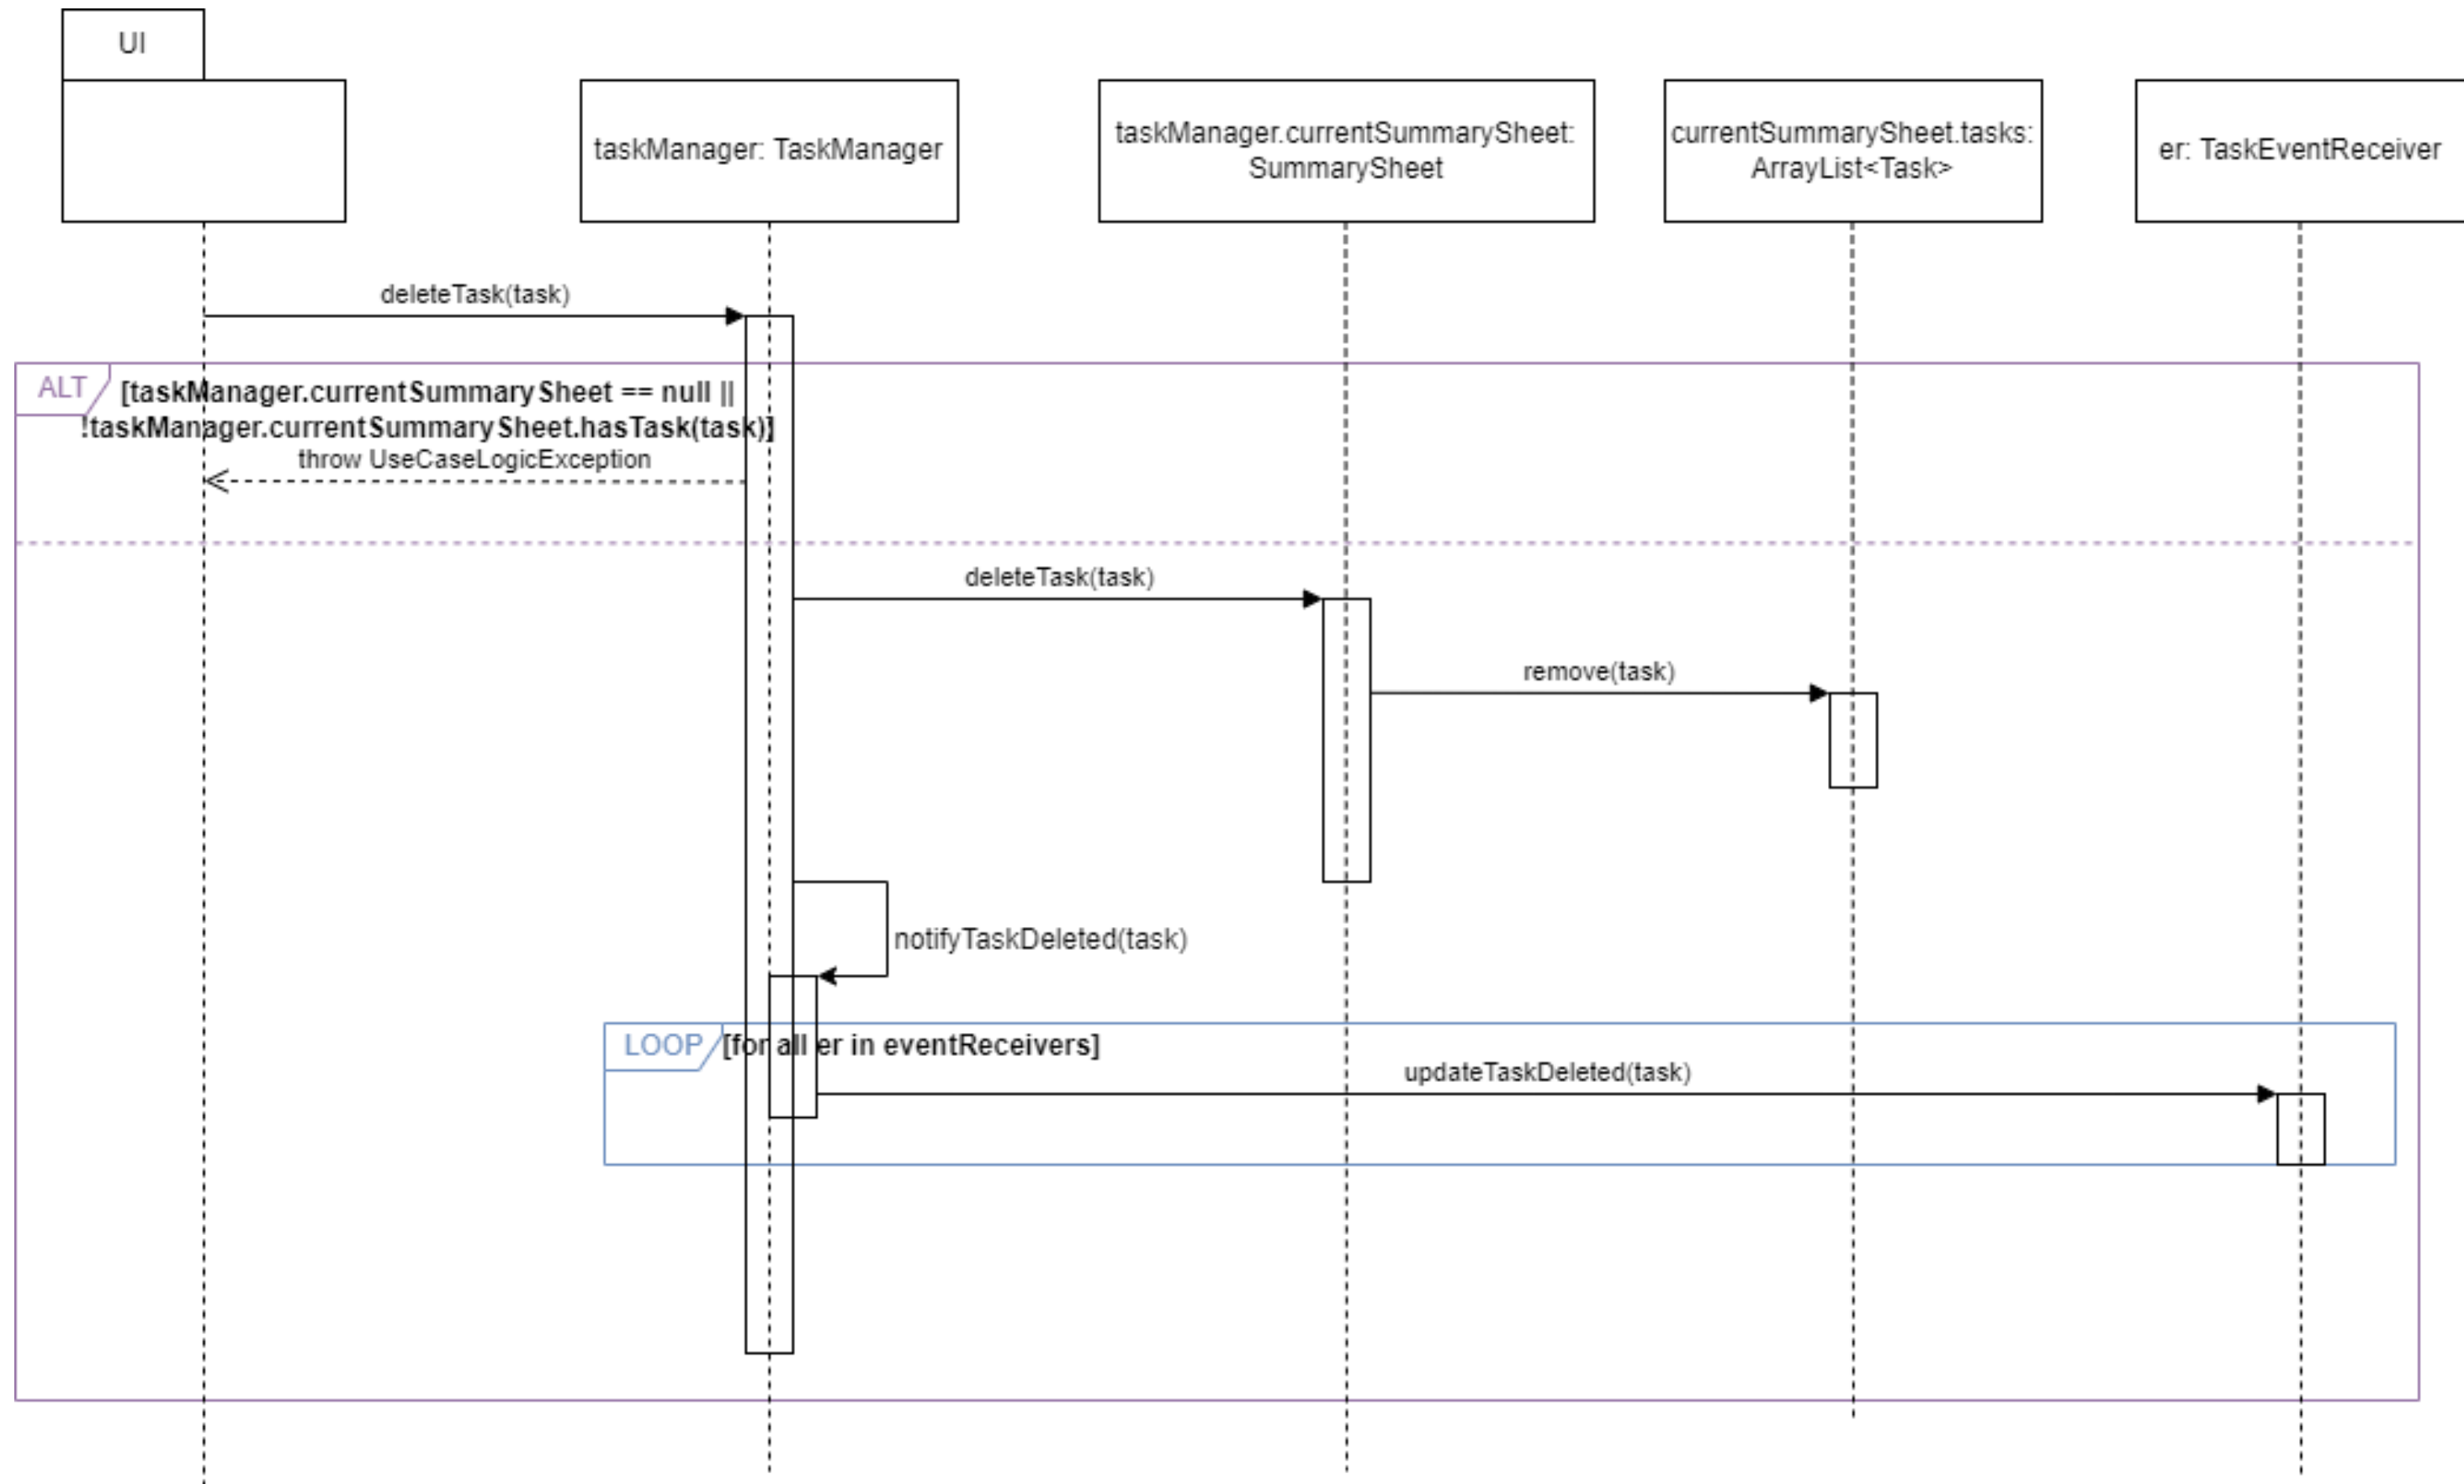 UI
taskManager: TaskManager
taskManager.currentSummarySheet:
SummarySheet
currentSummarySheet.tasks:
ArrayList<Task>
er: TaskEventReceiver
deleteTask(task)
ALT
[taskManager.currentSummarySheet == null ||
!taskManager.currentSummarySheet.hasTask(task)]
throw UseCaseLogicException
deleteTask(task)
remove(task)
notifyTaskDeleted(task)
LOOP
[for all er in eventReceivers]
updateTaskDeleted(task)